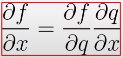 ∂f/∂x = ∂f/∂q ∂q/∂x